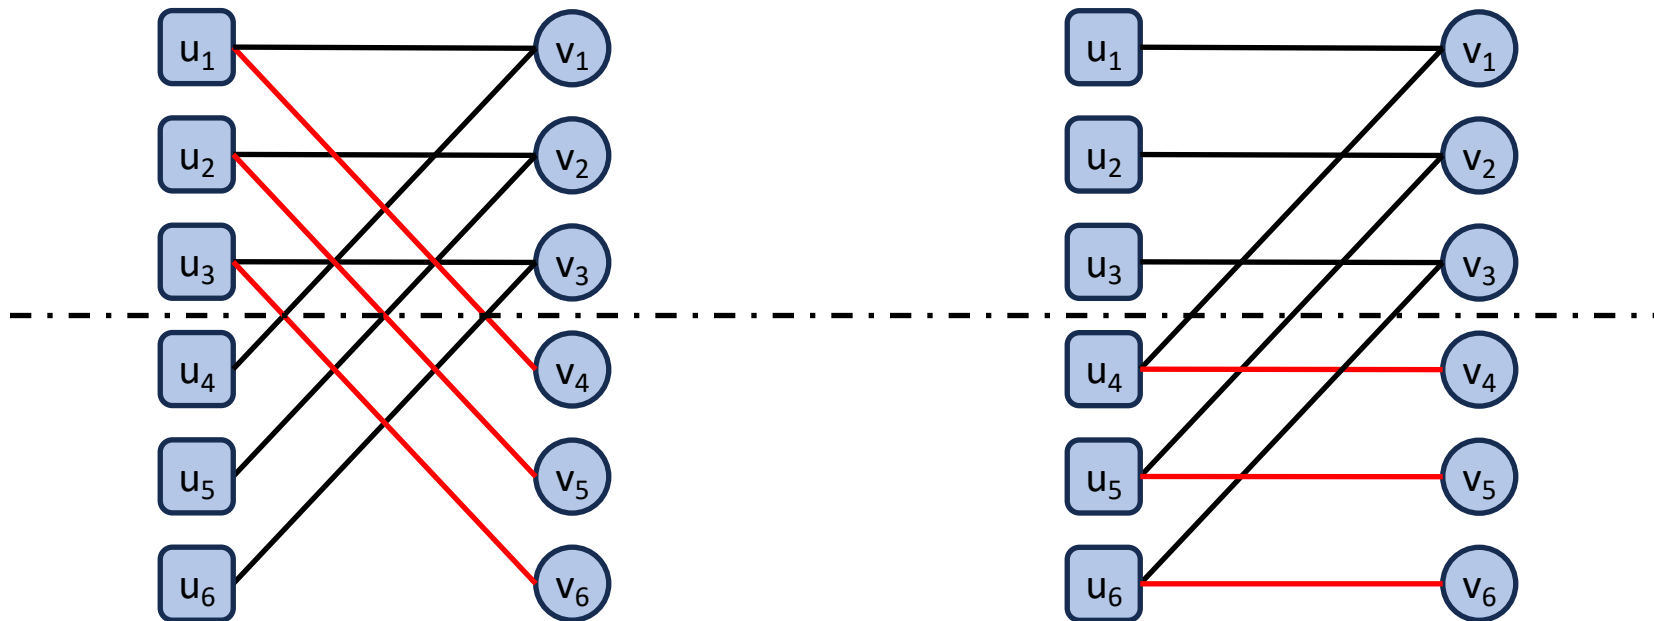 u₁ v₁ u₁ v₁
u₂ v₂ u₂ v₂
u₃ v₃ u₃ v₃
u₄ v₄ u₄ v₄
u₅ v₅ u₅ v₅
u₆ v₆ u₆ v₆